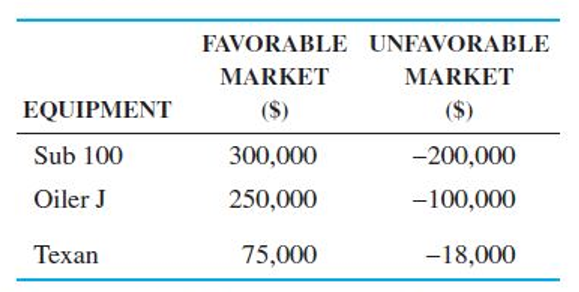 FAVORABLE UNFAVORABLE
MARKET MARKET
EQUIPMENT ($) ($)
Sub 100 300,000 −200,000
Oiler J 250,000 −100,000
Texan 75,000 −18,000